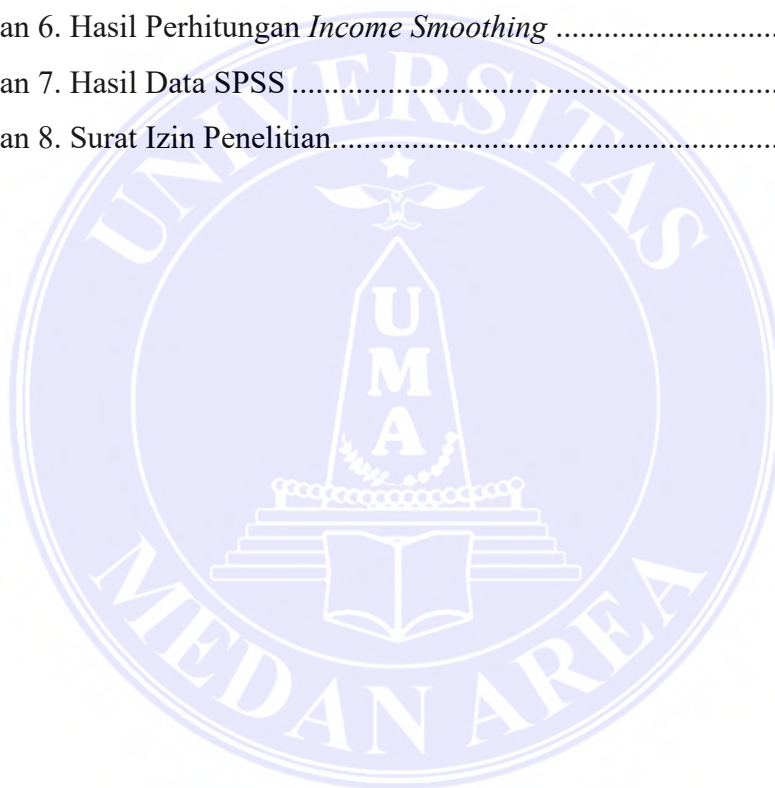 an 6. Hasil Perhitungan Income Smoothing ..........................
an 7. Hasil Data SPSS ............................................................
an 8. Surat Izin Penelitian.......................................................
UNIVERSITAS
UMA
MEDAN AREA